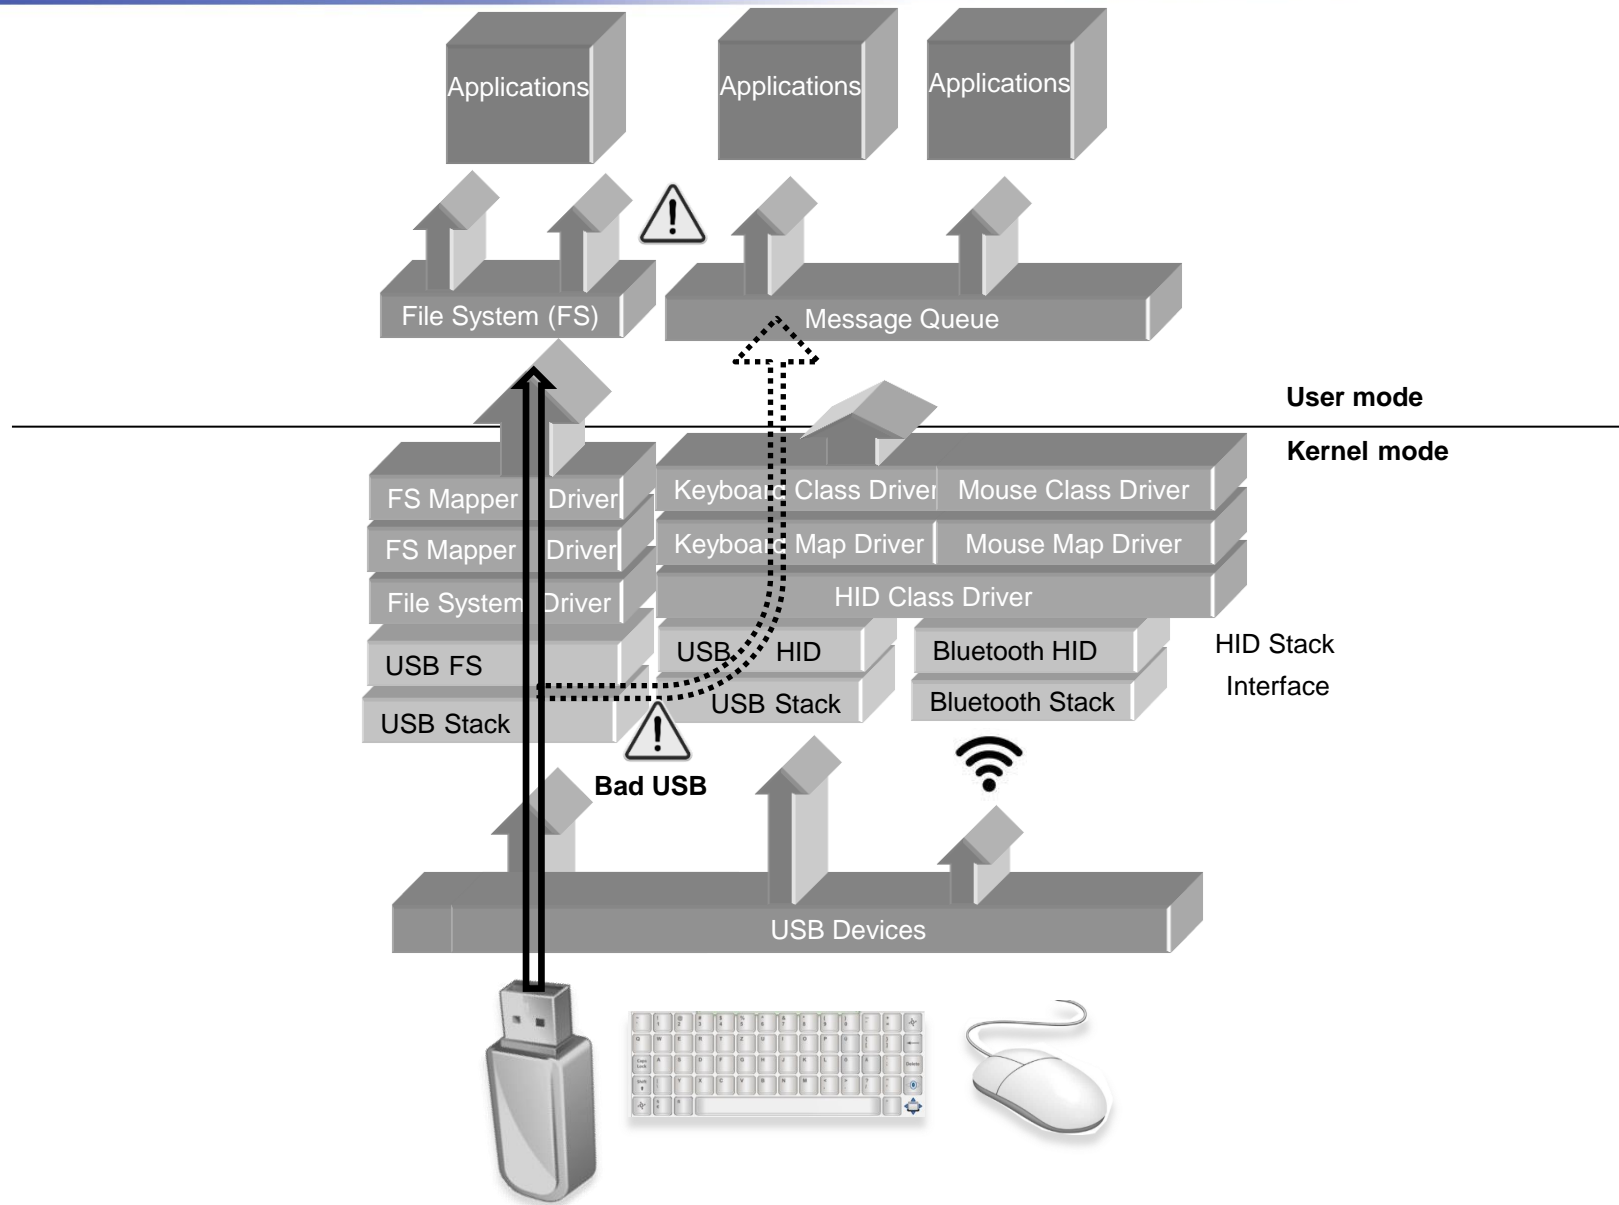 Applications
Applications
Applications
File System (FS)
Message Queue
User mode
Kernel mode
FS Mapper Driver
Keyboard Class Driver
Mouse Class Driver
FS Mapper Driver
Keyboard Map Driver
Mouse Map Driver
File System Driver
HID Class Driver
USB FS
USB HID
Bluetooth HID
HID Stack
Interface
USB Stack
USB Stack
Bluetooth Stack
Bad USB
USB Devices